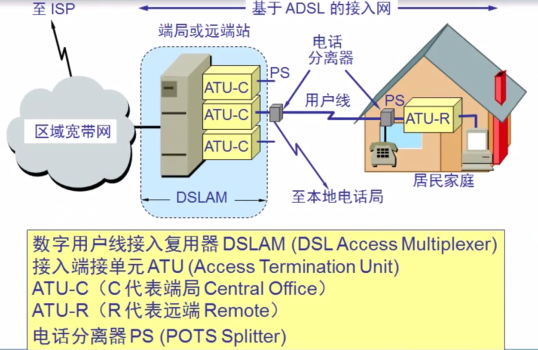 至 ISP
基于 ADSL 的接入网
端局或远端站
电话
分离器
PS
ATU-C
用户线
PS
ATU-C
ATU-R
区域宽带网
ATU-C
居民家庭
DSLAM
至本地电话局
数字用户线接入复用器 DSLAM (DSL Access Multiplexer)
接入端接单元 ATU (Access Termination Unit)
ATU-C（C 代表端局 Central Office）
ATU-R（R 代表远端 Remote）
电话分离器 PS (POTS Splitter)